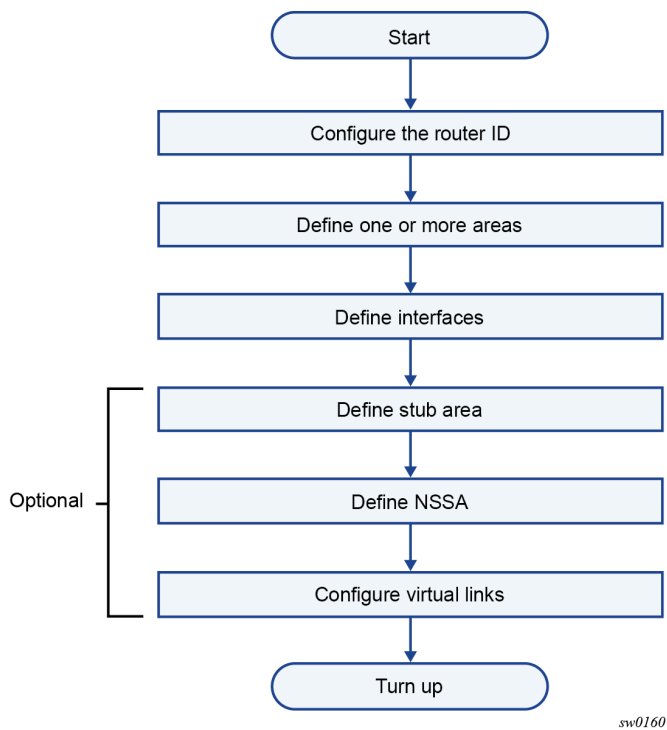 Start
Configure the router ID
Define one or more areas
Define interfaces
Define stub area
Optional
Define NSSA
Configure virtual links
Turn up
sw0160